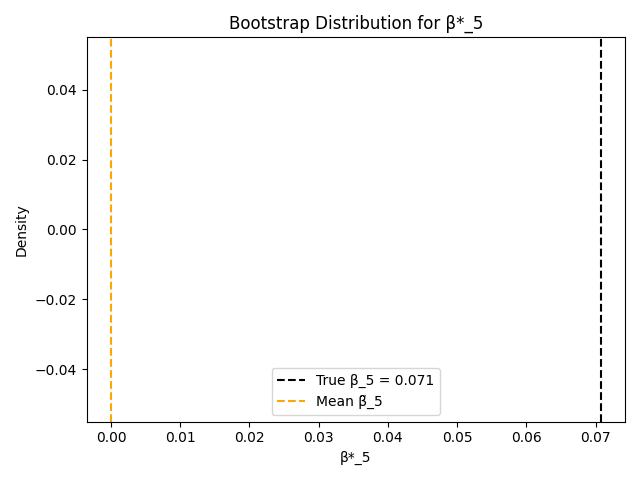 Bootstrap Distribution for β*_5
Density
0.04
0.02
0.00
−0.02
−0.04
True β_5 = 0.071
Mean β_5
0.00 0.01 0.02 0.03 0.04 0.05 0.06 0.07
β*_5